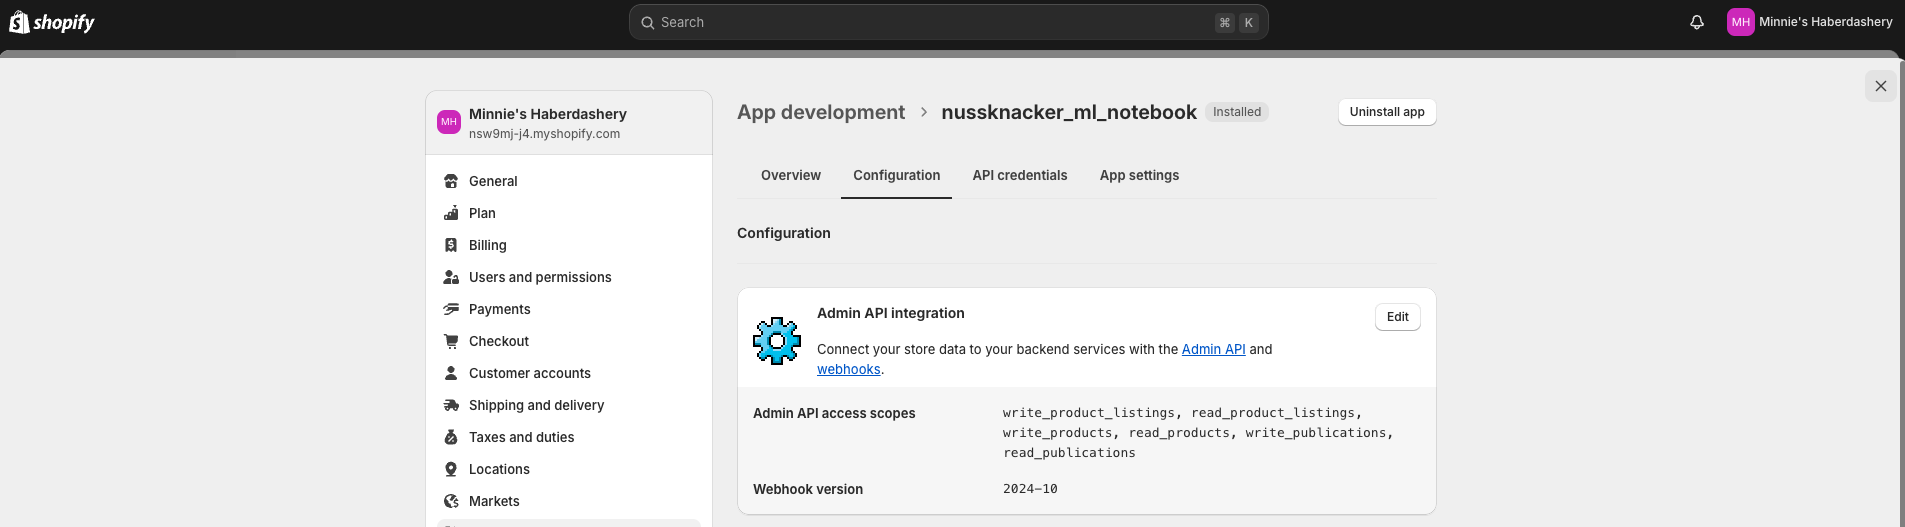 shopify
Search
⌘ K
MH Minnie's Haberdashery
MH
Minnie's Haberdashery
nsw9mj-j4.myshopify.com
General
Plan
Billing
Users and permissions
Payments
Checkout
Customer accounts
Shipping and delivery
Taxes and duties
Locations
Markets
App development > nussknacker_ml_notebook Installed
Uninstall app
Overview Configuration API credentials App settings
Configuration
Admin API integration
Edit
Connect your store data to your backend services with the Admin API and
webhooks.
Admin API access scopes
write_product_listings, read_product_listings,
write_products, read_products, write_publications,
read_publications
Webhook version
2024-10